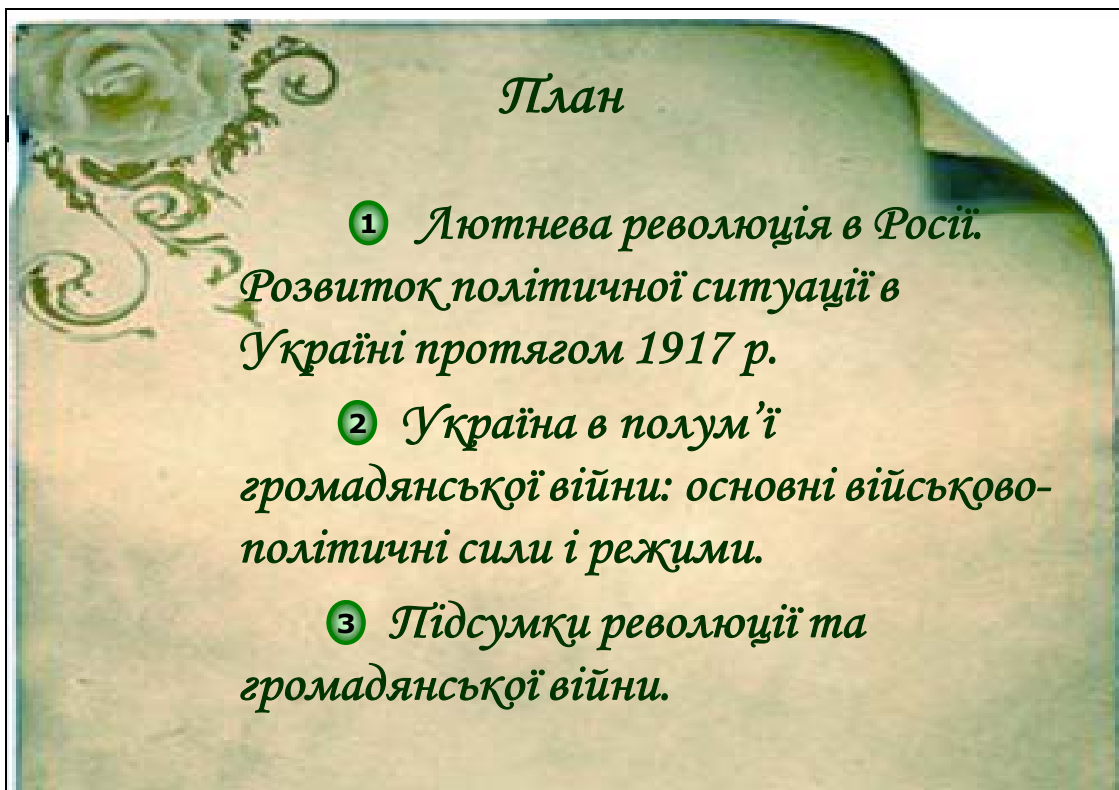 План
1 Лютнева революція в Росії.
Розвиток політичної ситуації в
Україні протягом 1917 р.
2 Україна в полум’ї
громадянської війни: основні військово-
політичні сили і режими.
3 Підсумки революції та
громадянської війни.